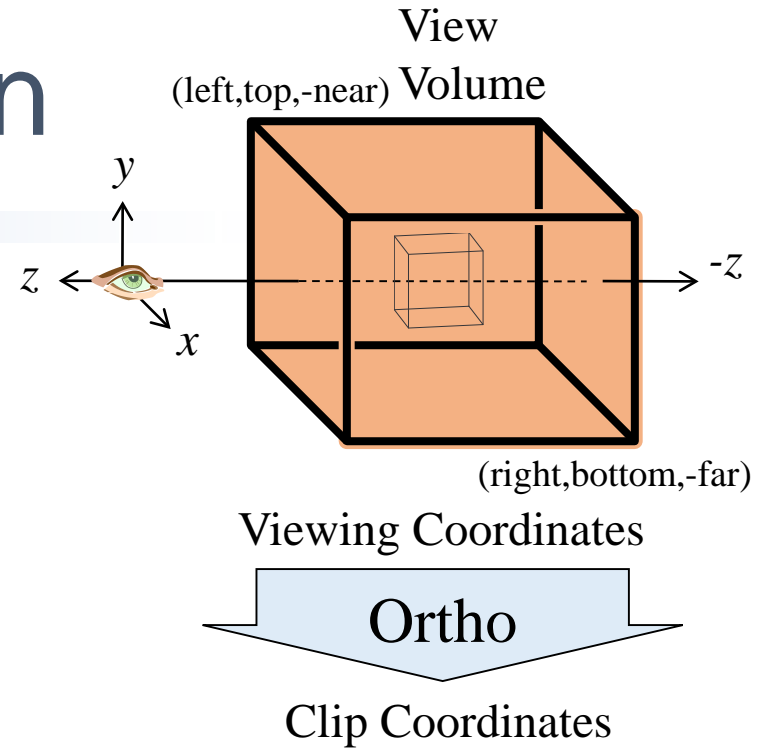 View
n
(left,top,-near) Volume
y
z
-z
x
(right,bottom,-far)
Viewing Coordinates
Ortho
Clip Coordinates